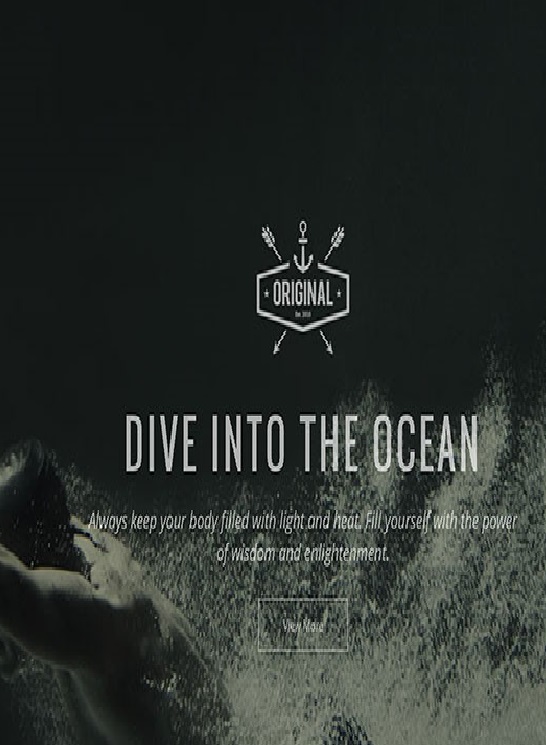 ORIGINAL
DIVE INTO THE OCEAN
Always keep your body filled with light and heat. Fill yourself with the power
of wisdom and enlightenment.
View More